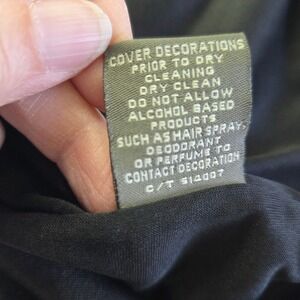 COVER DECORATIONS
PRIOR TO DRY
CLEANING
DRY CLEAN
DO NOT ALLOW
ALCOHOL BASED
PRODUCTS
SUCH AS HAIR SPRAY,
DEODORANT
OR PERFUME TO
CONTACT DECORATION
C/T 514007